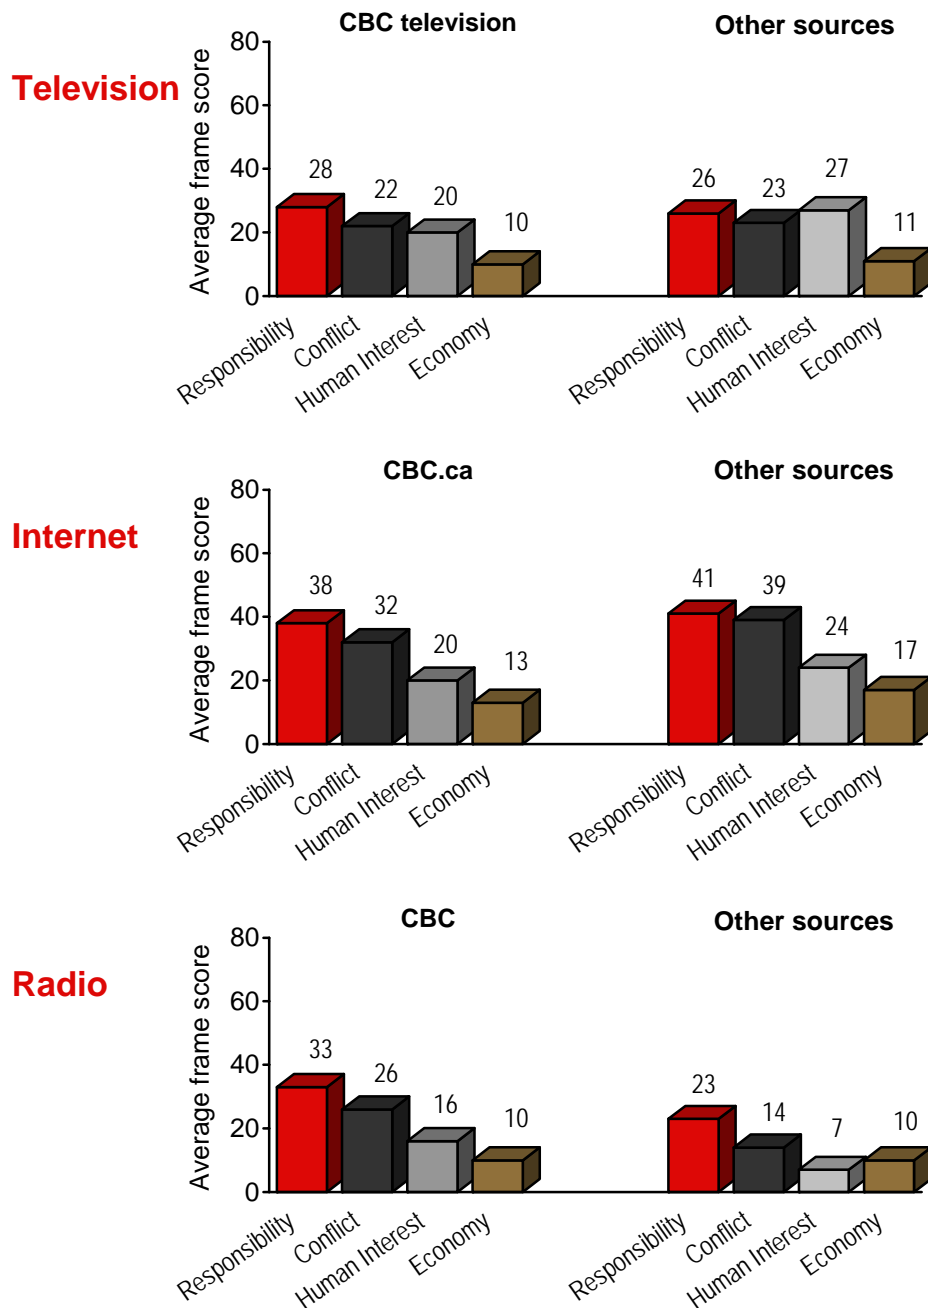 CBC television
Other sources
Television
Average frame score
80
60
40
20
0
28
22
20
10
26
23
27
11
Responsibility
Conflict
Human Interest
Economy
Responsibility
Conflict
Human Interest
Economy
CBC.ca
Other sources
Internet
Average frame score
80
60
40
20
0
38
32
20
13
41
39
24
17
Responsibility
Conflict
Human Interest
Economy
Responsibility
Conflict
Human Interest
Economy
CBC
Other sources
Radio
Average frame score
80
60
40
20
0
33
26
16
10
23
14
7
10
Responsibility
Conflict
Human Interest
Economy
Responsibility
Conflict
Human Interest
Economy